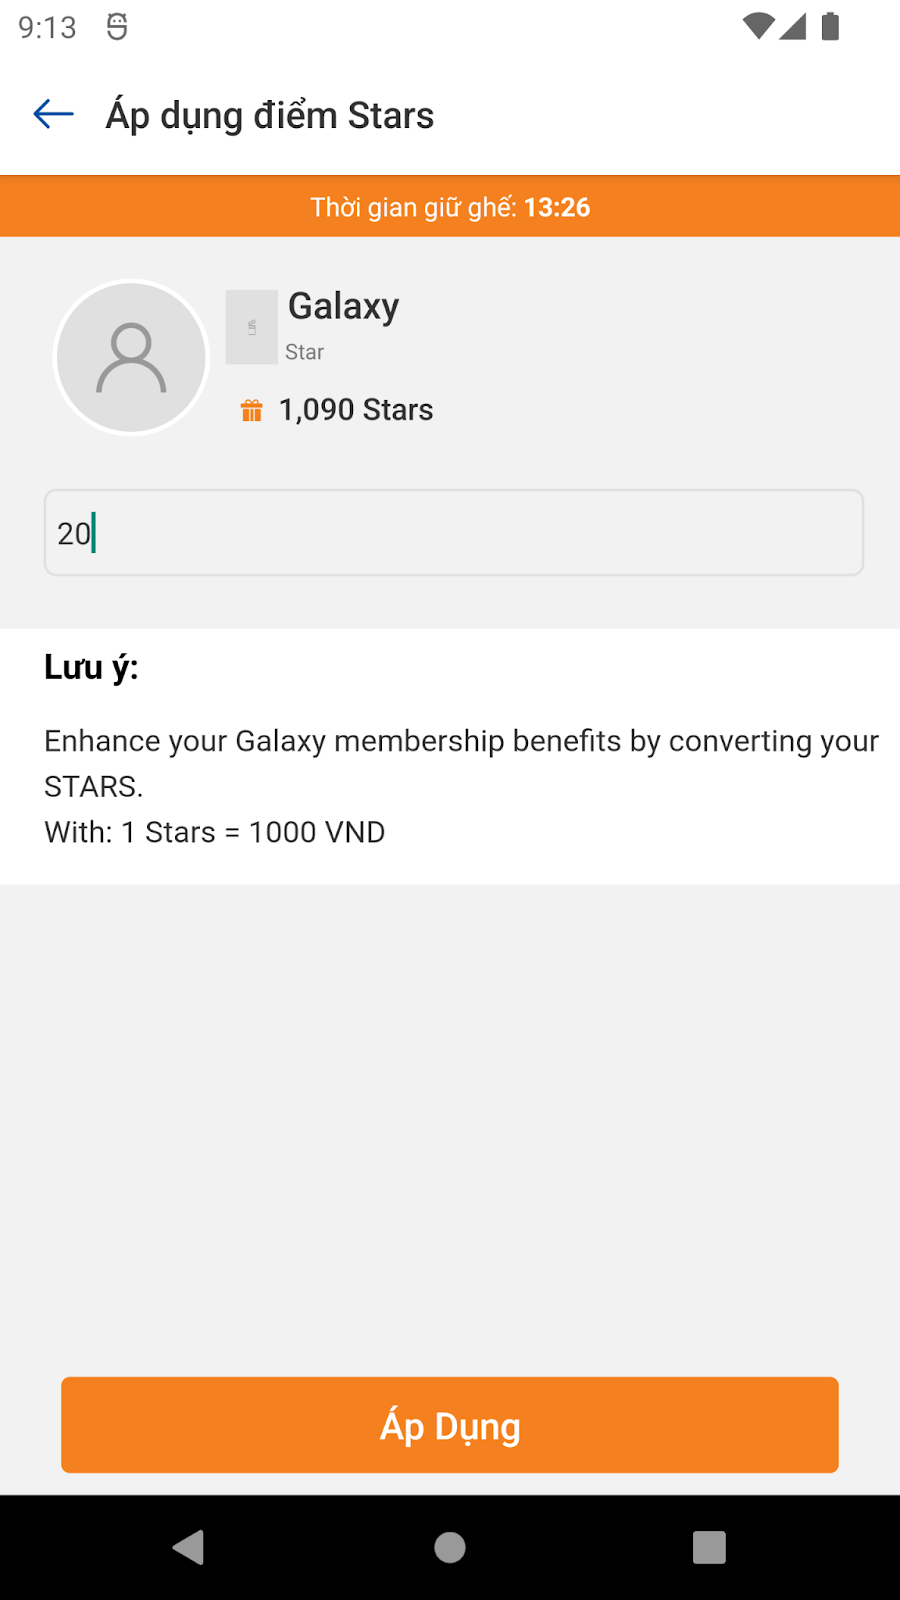 9:13
Áp dụng điểm Stars
Thời gian giữ ghế: 13:26
Galaxy
Star
1,090 Stars
20
Lưu ý:
Enhance your Galaxy membership benefits by converting your
STARS.
With: 1 Stars = 1000 VND
Áp Dụng